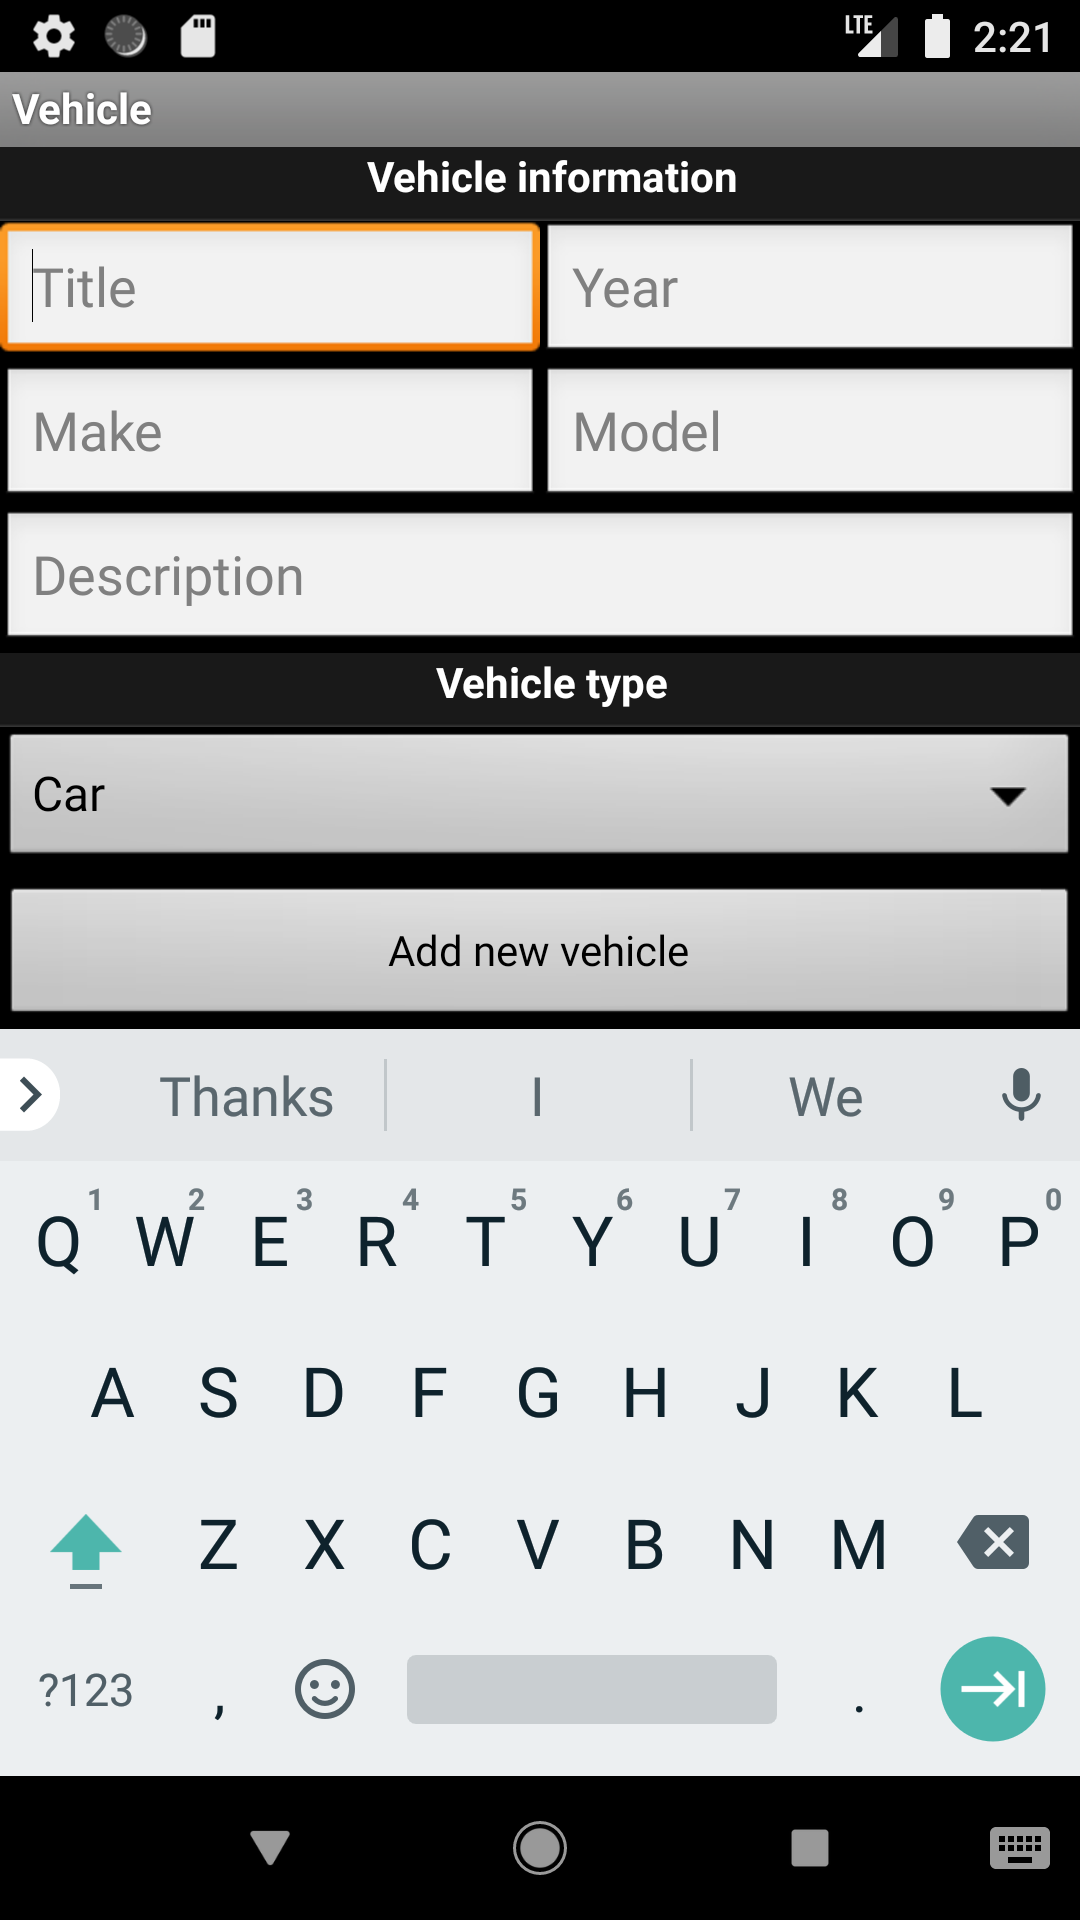 LTE 2:21
Vehicle
Vehicle information
Title Year
Make Model
Description
Vehicle type
Car
Add new vehicle
Thanks I We
1 2 3 4 5 6 7 8 9 0
Q W E R T Y U I O P
A S D F G H J K L
Z X C V B N M
?123 , .